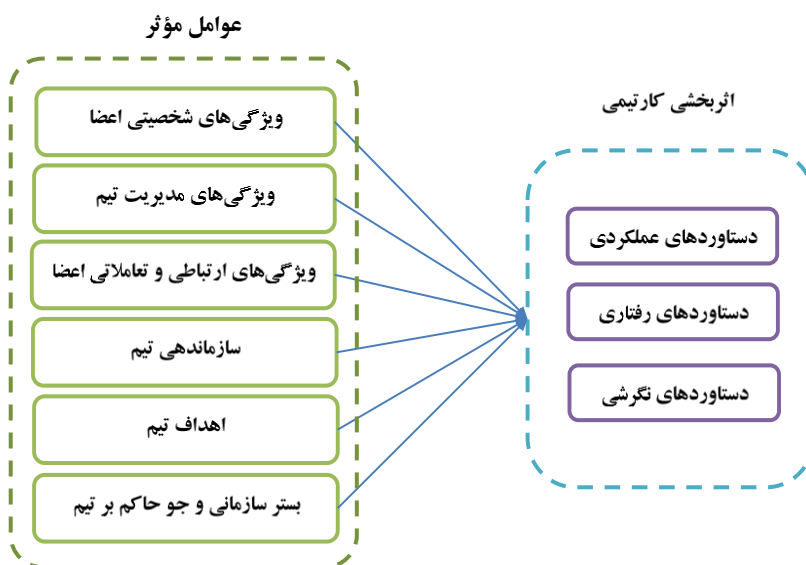 عوامل مؤثر
ویژگی‌های شخصیتی اعضا
ویژگی‌های مدیریت تیم
ویژگی‌های ارتباطی و تعاملاتی اعضا
سازماندهی تیم
اهداف تیم
بستر سازمانی و جو حاکم بر تیم
اثربخشی کارتیمی
دستاوردهای عملکردی
دستاوردهای رفتاری
دستاوردهای نگرشی